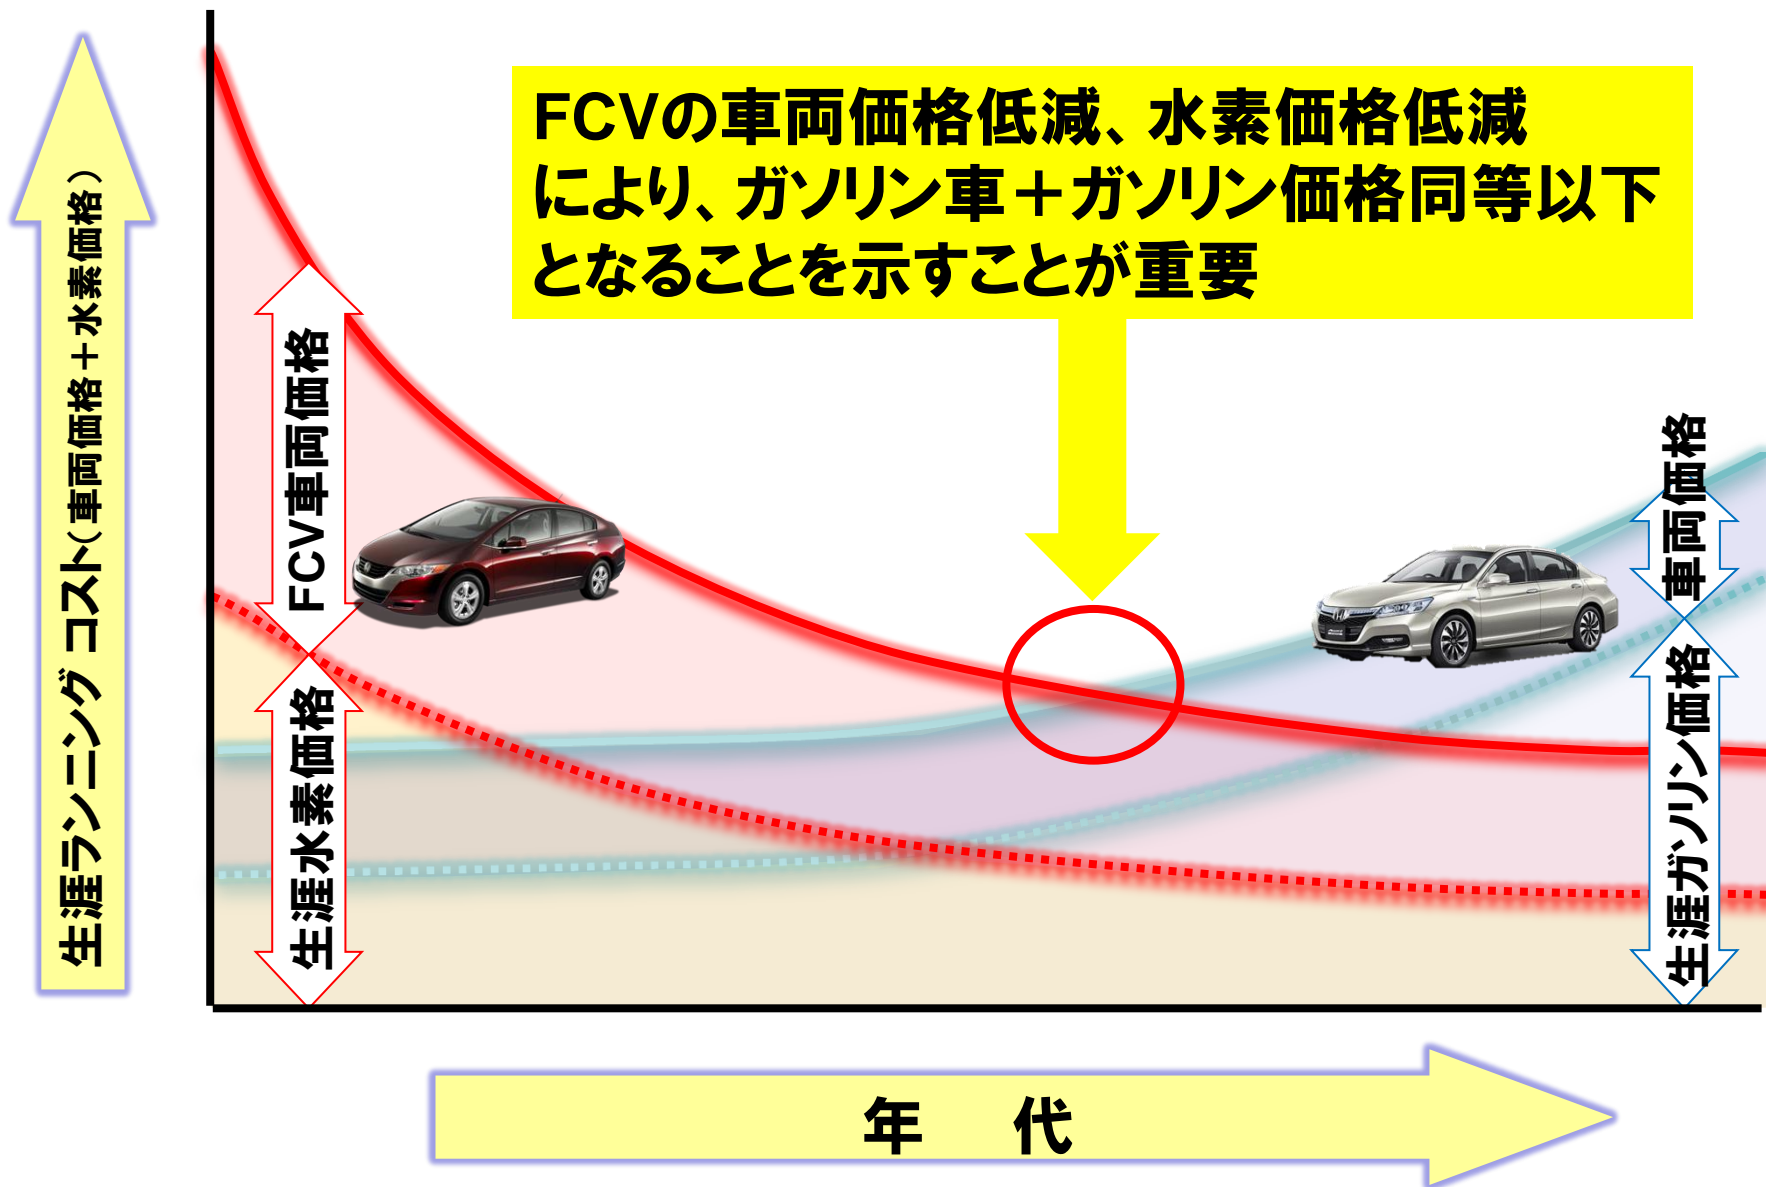 FCVの車両価格低減、水素価格低減
により、ガソリン車＋ガソリン価格同等以下
となることを示すことが重要
生涯ランニング コスト（車両価格＋水素価格）
FCV車両価格
生涯水素価格
車両価格
生涯ガソリン価格
年 代